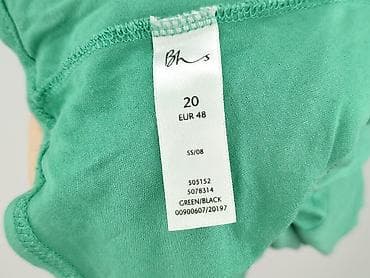 Bhs
20
EUR 48
SS/08
505152
5078314
GREEN/BLACK
00900607/20197